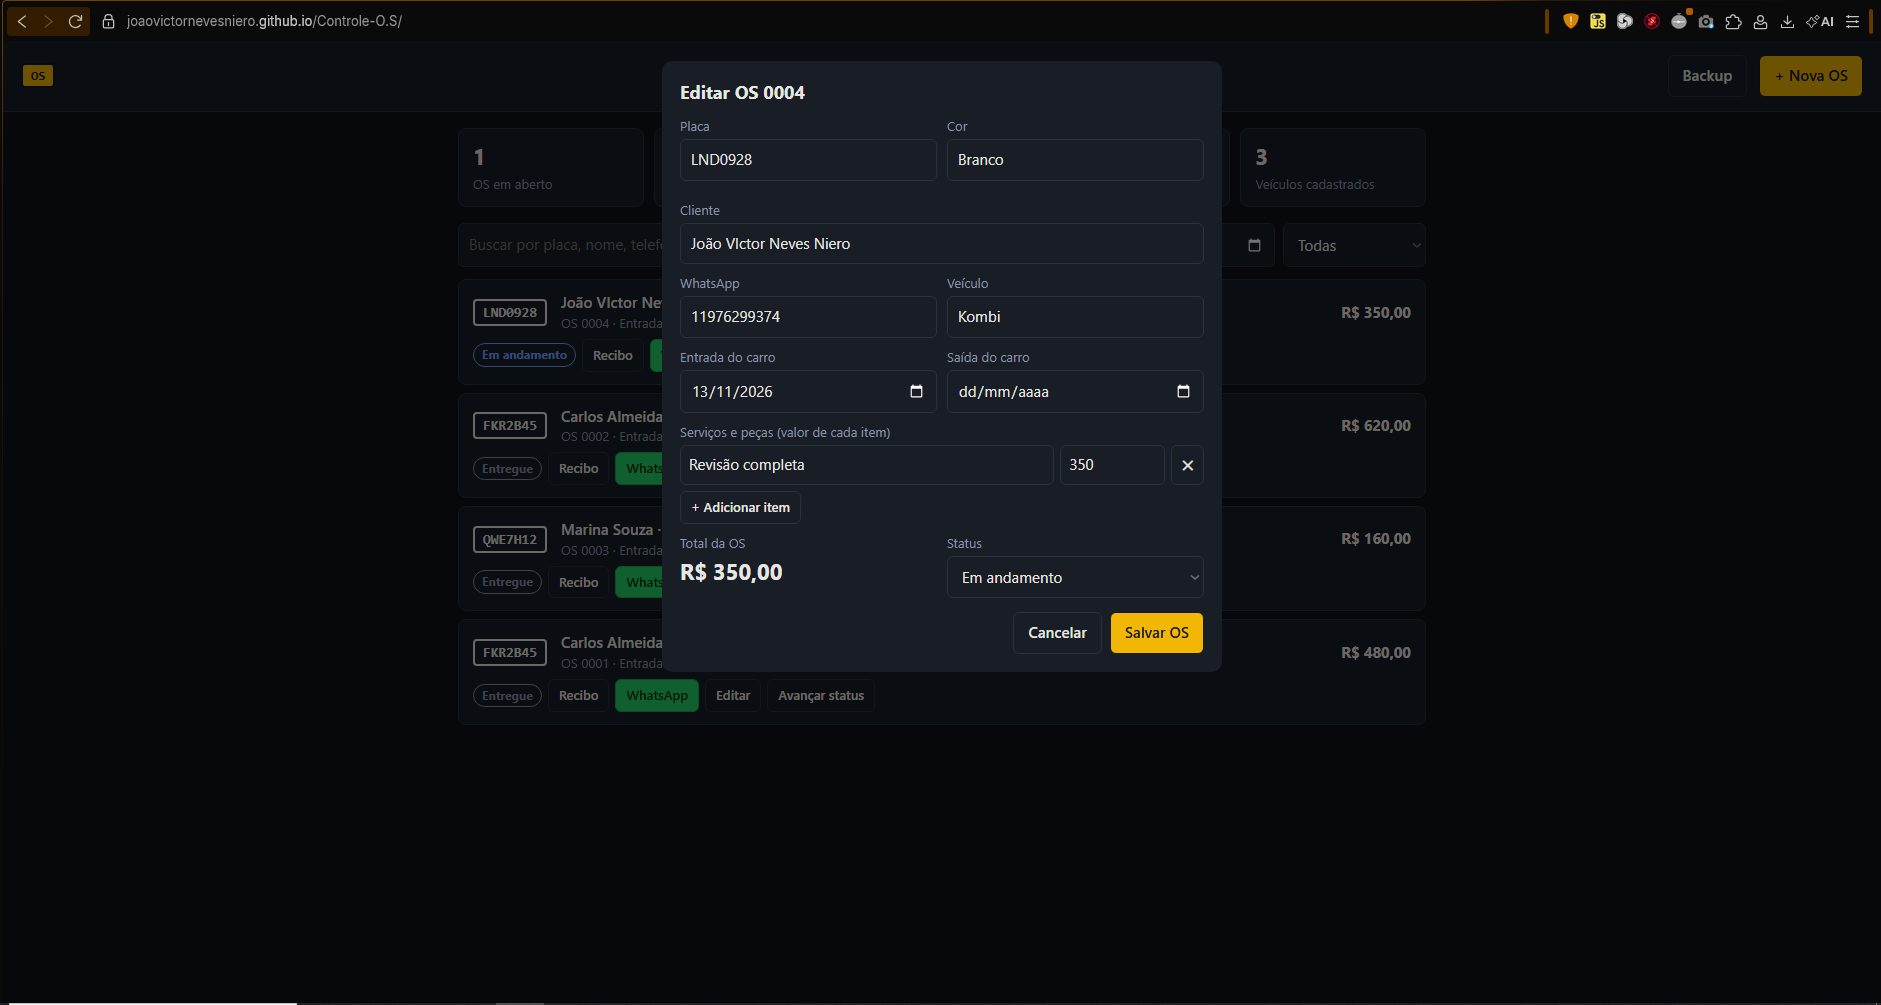 joaovictornevesniero.github.io/Controle-O.S/
JS
AI
OS
Backup
+ Nova OS
1
OS em aberto
3
Veículos cadastrados
Buscar por placa, nome, telef
Todas
LND0928
João VIctor Ne
OS 0004 · Entrada
R$ 350,00
Em andamento
Recibo
FKR2B45
Carlos Almeida
OS 0002 · Entrada
R$ 620,00
Entregue
Recibo
Whats
QWE7H12
Marina Souza ·
OS 0003 · Entrada
R$ 160,00
Entregue
Recibo
Whats
FKR2B45
Carlos Almeida
OS 0001 · Entrada
R$ 480,00
Entregue
Recibo
WhatsApp
Editar
Avançar status
Editar OS 0004
Placa
Cor
LND0928
Branco
Cliente
João VIctor Neves Niero
WhatsApp
Veículo
11976299374
Kombi
Entrada do carro
Saída do carro
13/11/2026
dd/mm/aaaa
Serviços e peças (valor de cada item)
Revisão completa
350
+ Adicionar item
Total da OS
Status
R$ 350,00
Em andamento
Cancelar
Salvar OS